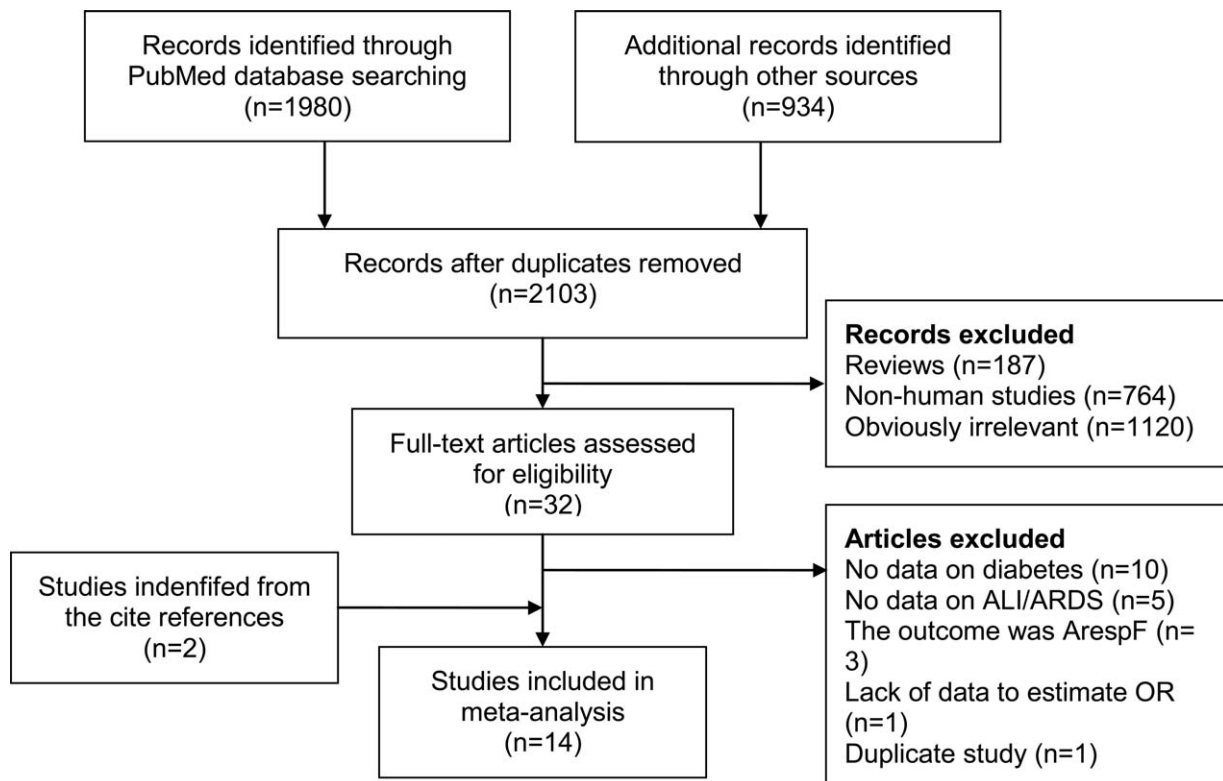 Records identified through
PubMed database searching
(n=1980)
Additional records identified
through other sources
(n=934)
Records after duplicates removed
(n=2103)
Records excluded
Reviews (n=187)
Non-human studies (n=764)
Obviously irrelevant (n=1120)
Full-text articles assessed
for eligibility
(n=32)
Articles excluded
No data on diabetes (n=10)
No data on ALI/ARDS (n=5)
The outcome was ArespF (n=
3)
Lack of data to estimate OR
(n=1)
Duplicate study (n=1)
Studies indenfifed from
the cite references
(n=2)
Studies included in
meta-analysis
(n=14)